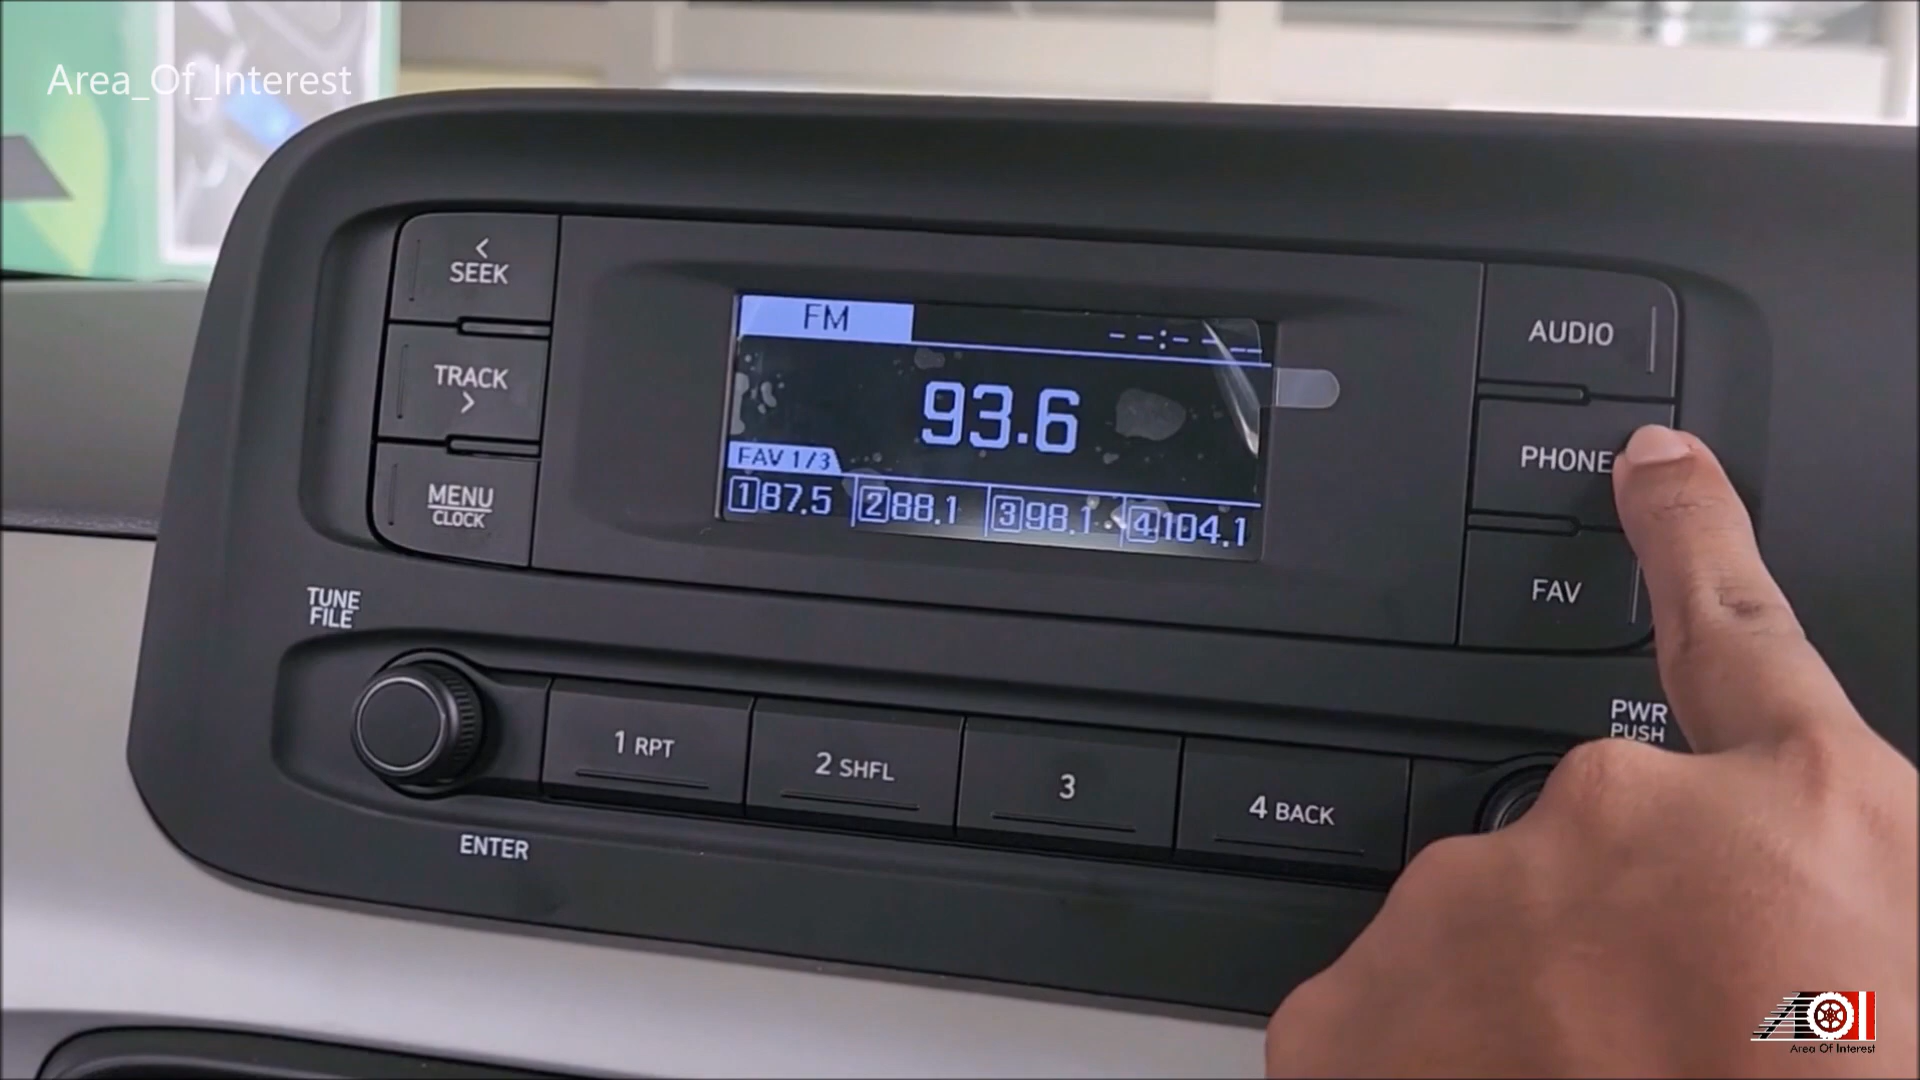 Area_Of_Interest
<
SEEK
TRACK
>
MENU
CLOCK
FM
--:-- --
93.6
FAV 1/3
1 87.5 2 88.1 3 98.1 4 104.1
AUDIO
PHONE
FAV
TUNE
FILE
PWR
PUSH
1 RPT
2 SHFL
3
4 BACK
ENTER
AOI
Area Of Interest